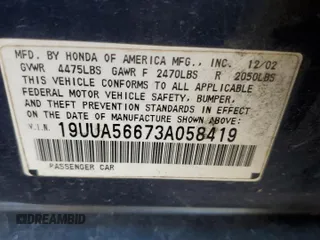 MFD. BY HONDA OF AMERICA MFG., INC. 12/02
GVWR 4475LBS GAWR F 2470LBS R 2050LBS
THIS VEHICLE CONFORMS TO ALL APPLICABLE
FEDERAL MOTOR VEHICLE SAFETY, BUMPER,
AND THEFT PREVENTION STANDARDS IN EFFECT
ON THE DATE OF MANUFACTURE SHOWN ABOVE.
V.I.N. 19UUA56673A058419
PASSENGER CAR
DREAMBID